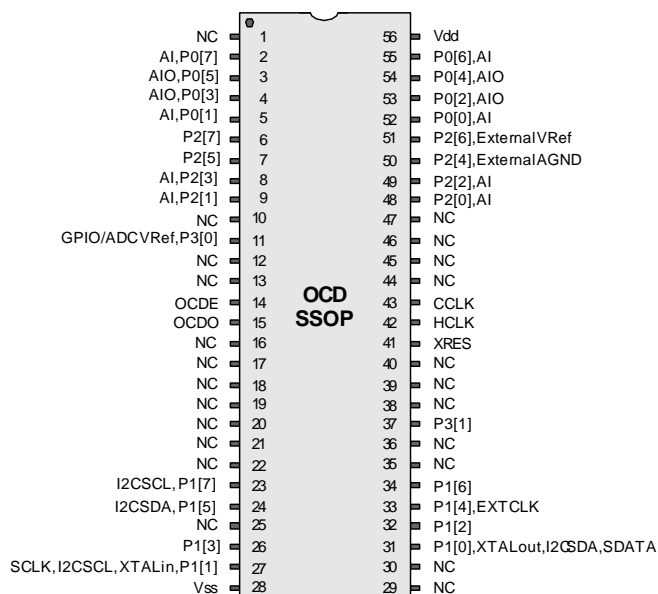 NC 1 56 Vdd
AI,P0[7] 2 55 P0[6],AI
AIO,P0[5] 3 54 P0[4],AIO
AIO,P0[3] 4 53 P0[2],AIO
AI,P0[1] 5 52 P0[0],AI
P2[7] 6 51 P2[6],ExternalVRef
P2[5] 7 50 P2[4],ExternalAGND
AI,P2[3] 8 49 P2[2],AI
AI,P2[1] 9 48 P2[0],AI
NC 10 47 NC
GPIO/ADCVRef,P3[0] 11 46 NC
NC 12 45 NC
NC 13 44 NC
OCD
OCDE 14 43 CCLK
SSOP
OCDO 15 42 HCLK
NC 16 41 XRES
NC 17 40 NC
NC 18 39 NC
NC 19 38 NC
NC 20 37 P3[1]
NC 21 36 NC
NC 22 35 NC
I2CSCL,P1[7] 23 34 P1[6]
I2CSDA,P1[5] 24 33 P1[4],EXTCLK
NC 25 32 P1[2]
P1[3] 26 31 P1[0],XTALout,I2CSDA,SDATA
SCLK,I2CSCL,XTALin,P1[1] 27 30 NC
Vss 28 29 NC